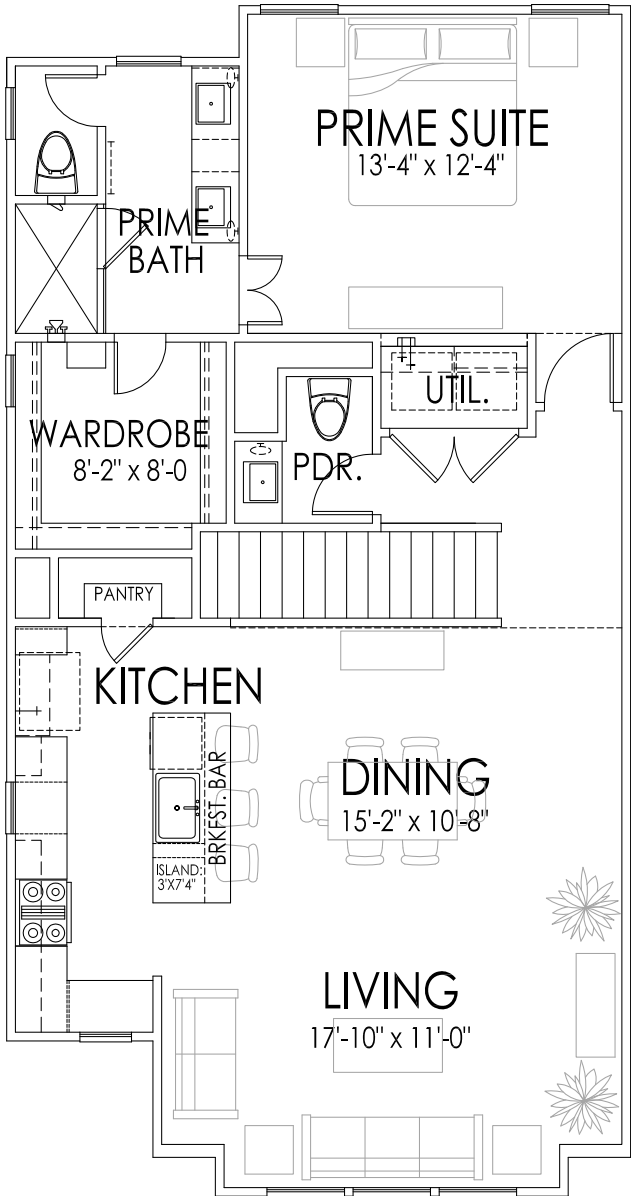 PRIME SUITE
13'-4" x 12'-4"
PRIME
BATH
UTIL.
WARDROBE
8'-2" x 8'-0
PDR.
PANTRY
KITCHEN
BRKFST. BAR
DINING
15'-2" x 10'-8"
ISLAND:
3'X7'4"
LIVING
17'-10" x 11'-0"